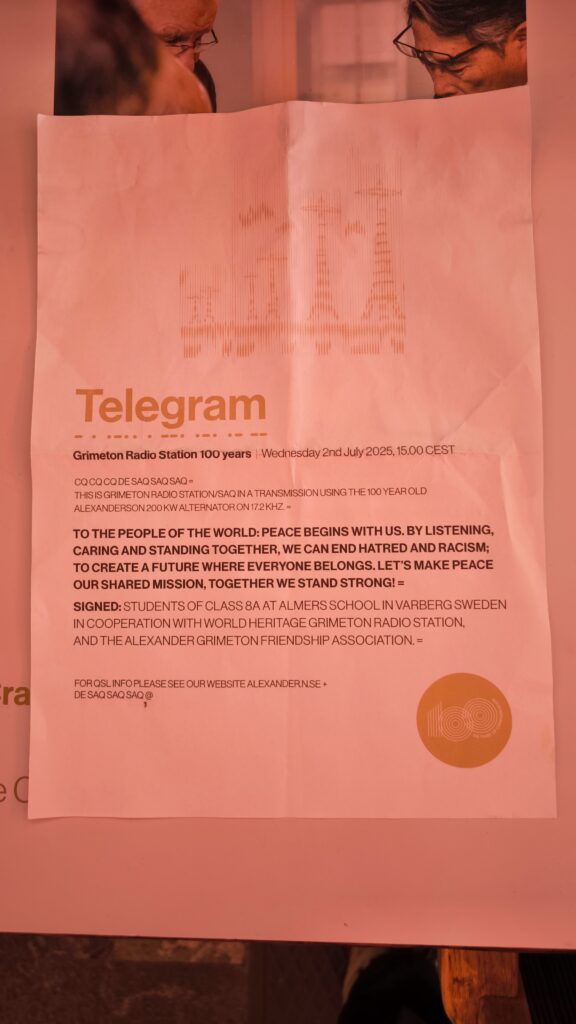 Telegram
Grimeton Radio Station 100 years | Wednesday 2nd July 2025, 15.00 CEST
CQ CQ CQ DE SAQ SAQ SAQ =
THIS IS GRIMETON RADIO STATION/SAQ IN A TRANSMISSION USING THE 100 YEAR OLD
ALEXANDERSON 200 KW ALTERNATOR ON 17.2 KHZ. =
TO THE PEOPLE OF THE WORLD: PEACE BEGINS WITH US. BY LISTENING,
CARING AND STANDING TOGETHER, WE CAN END HATRED AND RACISM;
TO CREATE A FUTURE WHERE EVERYONE BELONGS. LET'S MAKE PEACE
OUR SHARED MISSION, TOGETHER WE STAND STRONG! =
SIGNED: STUDENTS OF CLASS 8A AT ALMERS SCHOOL IN VARBERG SWEDEN
IN COOPERATION WITH WORLD HERITAGE GRIMETON RADIO STATION,
AND THE ALEXANDER GRIMETON FRIENDSHIP ASSOCIATION, =
FOR QSL INFO PLEASE SEE OUR WEBSITE ALEXANDER.N.SE +
DE SAQ SAQ SAQ @
100